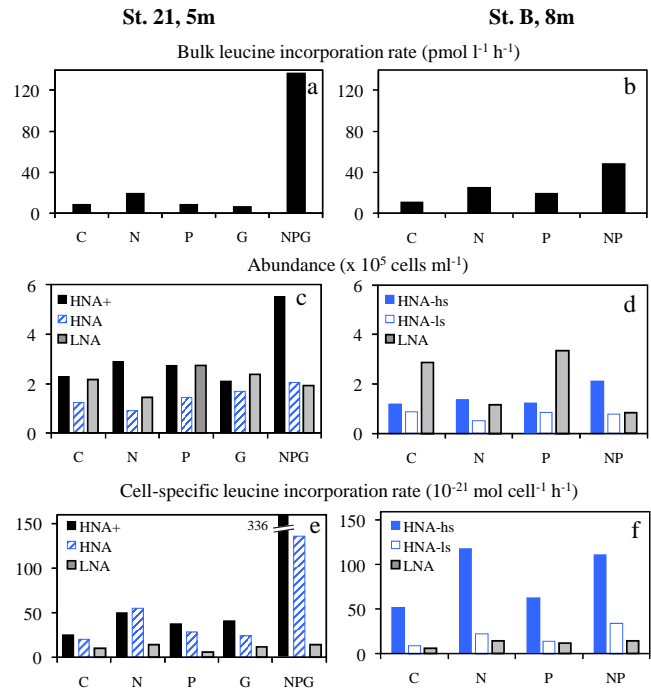 St. 21, 5m St. B, 8m
Bulk leucine incorporation rate (pmol l⁻¹ h⁻¹)
a b
120 120
80 80
40 40
0 0
C N P G NPG C N P NP
Abundance (x 10⁵ cells ml⁻¹)
6 HNA+ c 6 HNA-hs d
HNA HNA-ls
4 LNA 4 LNA
2 2
0 0
C N P G NPG C N P NP
Cell-specific leucine incorporation rate (10⁻²¹ mol cell⁻¹ h⁻¹)
150 HNA+ 336 e 150 HNA-hs f
HNA HNA-ls
LNA LNA
100 100
50 50
0 0
C N P G NPG C N P NP